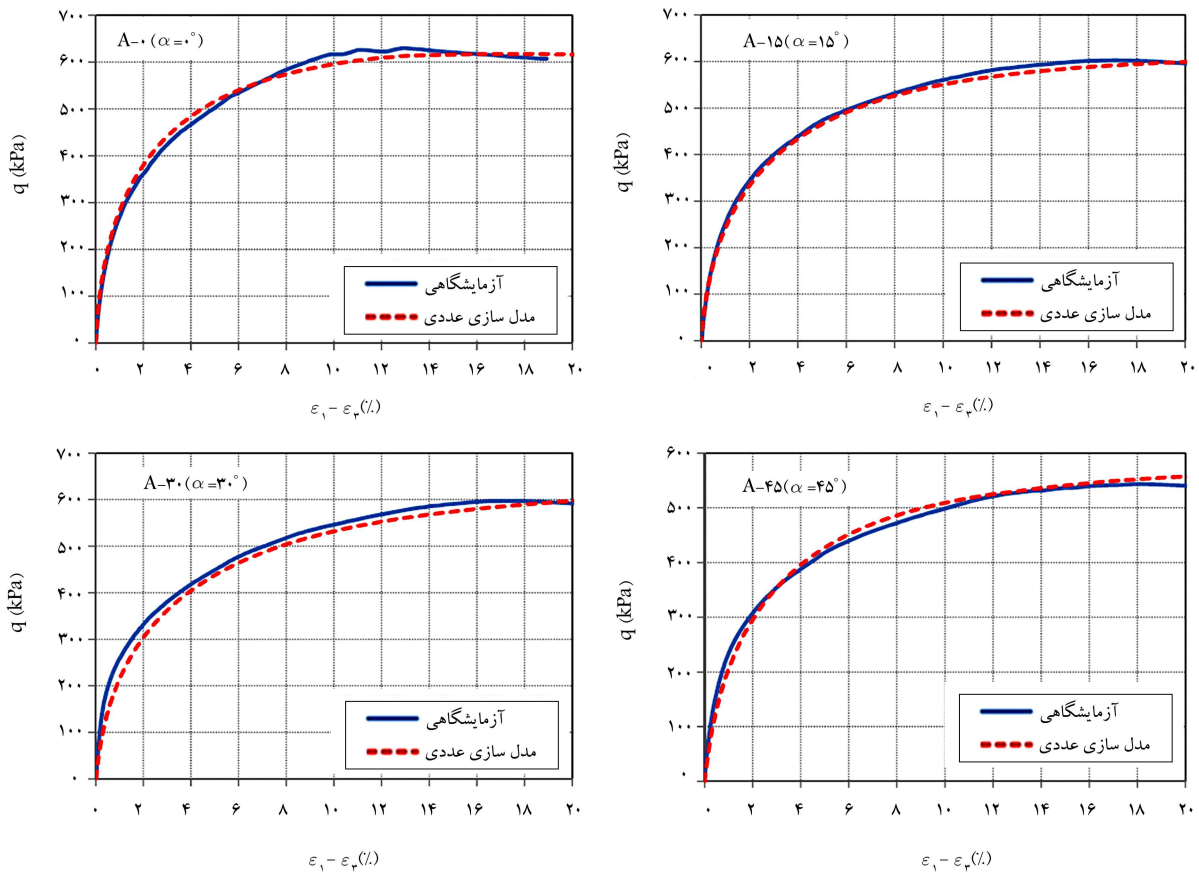 A-۰ (α=۰°)
q (kPa)
۷۰۰
۶۰۰
۵۰۰
۴۰۰
۳۰۰
۲۰۰
۱۰۰
۰
آزمایشگاهی
مدل سازی عددی
۰ ۲ ۴ ۶ ۸ ۱۰ ۱۲ ۱۴ ۱۶ ۱۸ ۲۰
ε۱ − ε۳(٪)
A-۱۵ (α=۱۵°)
q (kPa)
۷۰۰
۶۰۰
۵۰۰
۴۰۰
۳۰۰
۲۰۰
۱۰۰
۰
آزمایشگاهی
مدل سازی عددی
۰ ۲ ۴ ۶ ۸ ۱۰ ۱۲ ۱۴ ۱۶ ۱۸ ۲۰
ε۱ − ε۳(٪)
A-۳۰ (α=۳۰°)
q (kPa)
۷۰۰
۶۰۰
۵۰۰
۴۰۰
۳۰۰
۲۰۰
۱۰۰
۰
آزمایشگاهی
مدل سازی عددی
۰ ۲ ۴ ۶ ۸ ۱۰ ۱۲ ۱۴ ۱۶ ۱۸ ۲۰
ε۱ − ε۳(٪)
A-۴۵ (α=۴۵°)
q (kPa)
۶۰۰
۵۰۰
۴۰۰
۳۰۰
۲۰۰
۱۰۰
۰
آزمایشگاهی
مدل سازی عددی
۰ ۲ ۴ ۶ ۸ ۱۰ ۱۲ ۱۴ ۱۶ ۱۸ ۲۰
ε۱ − ε۳(٪)